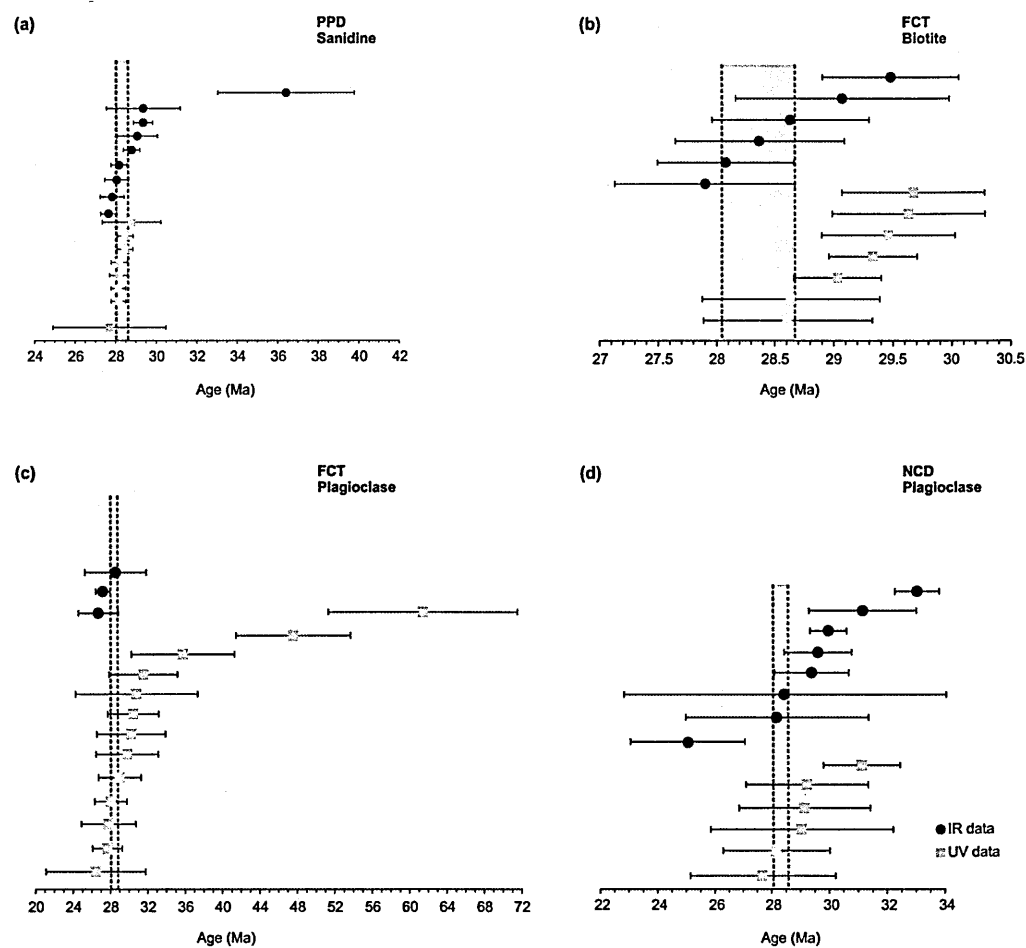 (a)
PPD
Sanidine
24 26 28 30 32 34 36 38 40 42
Age (Ma)
(b)
FCT
Biotite
27 27.5 28 28.5 29 29.5 30 30.5
Age (Ma)
(c)
FCT
Plagioclase
20 24 28 32 36 40 44 48 52 56 60 64 68 72
Age (Ma)
(d)
NCD
Plagioclase
IR data
UV data
22 24 26 28 30 32 34
Age (Ma)